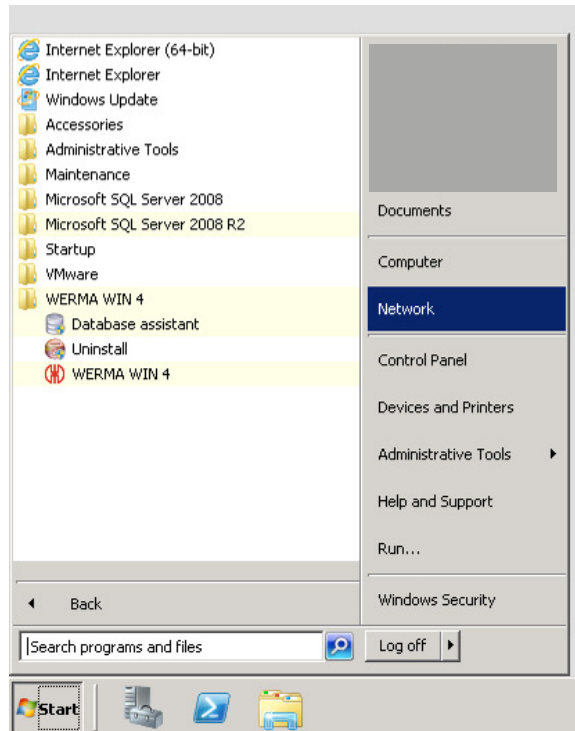 Internet Explorer (64-bit)
Internet Explorer
Windows Update
Accessories
Administrative Tools
Maintenance
Microsoft SQL Server 2008
Microsoft SQL Server 2008 R2
Startup
VMware
WERMA WIN 4
Database assistant
Uninstall
WERMA WIN 4
Back
Search programs and files
Documents
Computer
Network
Control Panel
Devices and Printers
Administrative Tools
Help and Support
Run...
Windows Security
Log off
Start